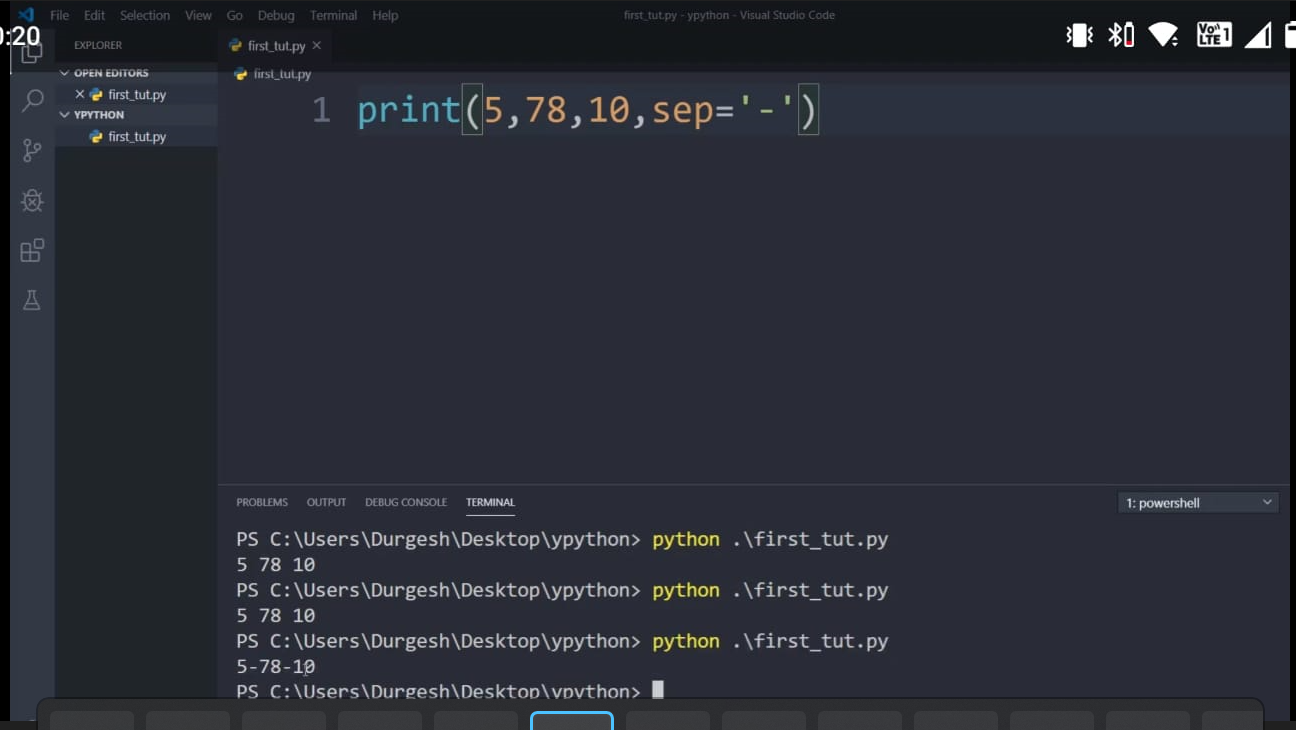 File Edit Selection View Go Debug Terminal Help
first_tut.py - ypython - Visual Studio Code
:20
VoLTE 1
EXPLORER
first_tut.py
OPEN EDITORS
first_tut.py
first_tut.py
YPYTHON
first_tut.py
1 print(5,78,10,sep='-')
PROBLEMS OUTPUT DEBUG CONSOLE TERMINAL
1: powershell
PS C:\Users\Durgesh\Desktop\ypython> python .\first_tut.py
5 78 10
PS C:\Users\Durgesh\Desktop\ypython> python .\first_tut.py
5 78 10
PS C:\Users\Durgesh\Desktop\ypython> python .\first_tut.py
5-78-10
PS C:\Users\Durgesh\Desktop\ypython>